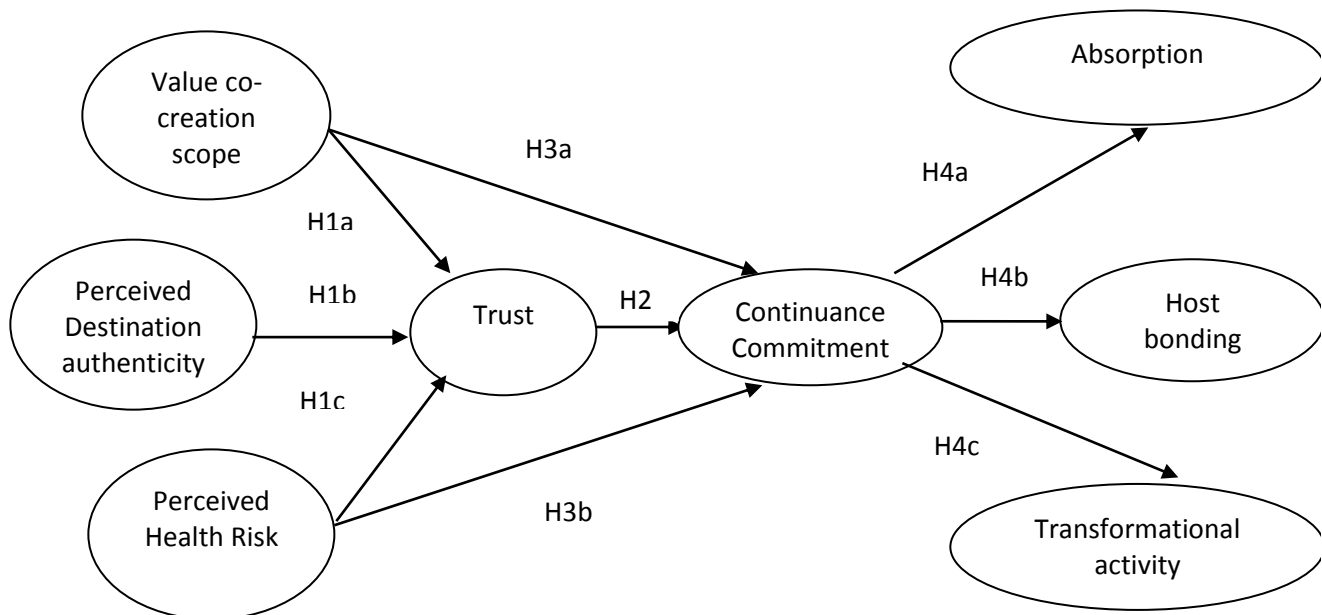 Value co-
creation
scope
Absorption
H3a
H4a
H1a
Perceived
Destination
authenticity
H1b
Trust
H2
Continuance
Commitment
H4b
Host
bonding
H1c
Perceived
Health Risk
H3b
H4c
Transformational
activity